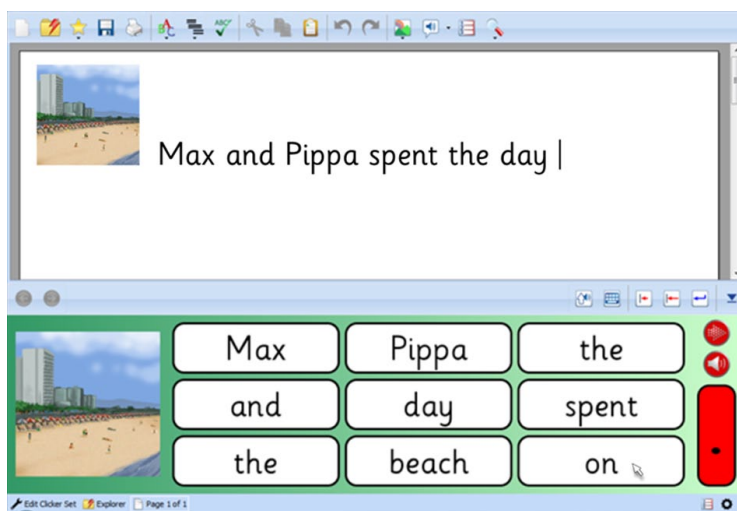 ABC
Max and Pippa spent the day
Max Pippa the
and day spent
the beach on
.
Edit Clicker Set Explorer Page 1 of 1